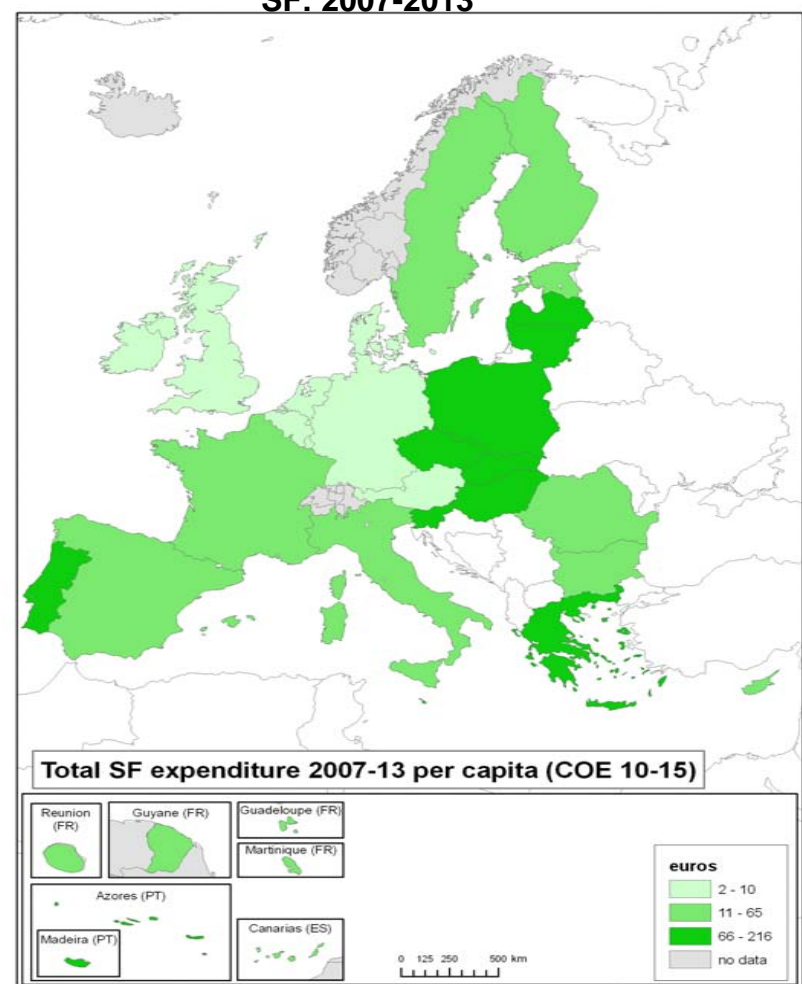 SF: 2007-2013
Total SF expenditure 2007-13 per capita (COE 10-15)
Reunion
(FR)
Guyane (FR)
Guadeloupe (FR)
Martinique (FR)
Azores (PT)
Madeira (PT)
Canarias (ES)
0 125 250 500 km
euros
2 - 10
11 - 65
66 - 216
no data